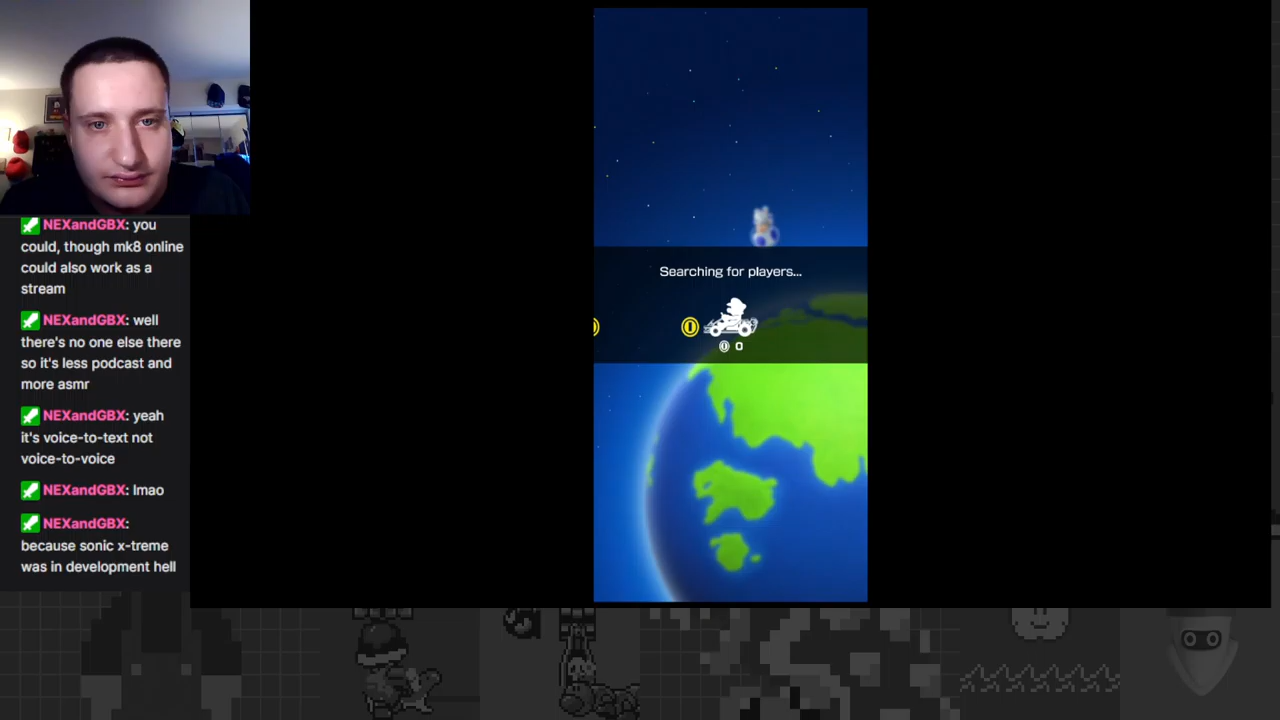 NEXandGBX: you
could, though mk8 online
could also work as a
stream
NEXandGBX: well
there's no one else there
so it's less podcast and
more asmr
NEXandGBX: yeah
it's voice-to-text not
voice-to-voice
NEXandGBX: lmao
NEXandGBX:
because sonic x-treme
was in development hell
Searching for players...
0